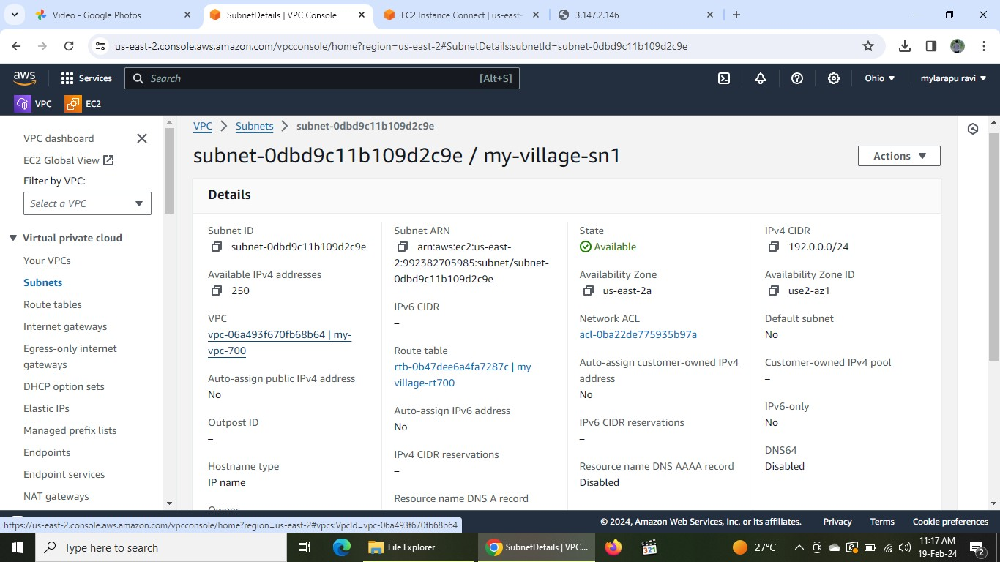 Video - Google Photos
SubnetDetails | VPC Console
EC2 Instance Connect | us-east-
3.147.2.146
us-east-2.console.aws.amazon.com/vpcconsole/home?region=us-east-2#SubnetDetails:subnetId=subnet-0dbd9c11b109d2c9e
aws
Services
Search
[Alt+S]
Ohio
mylarapu ravi
VPC
EC2
VPC dashboard
EC2 Global View
Filter by VPC:
Select a VPC
Virtual private cloud
Your VPCs
Subnets
Route tables
Internet gateways
Egress-only internet
gateways
DHCP option sets
Elastic IPs
Managed prefix lists
Endpoints
Endpoint services
NAT gateways
VPC
Subnets
subnet-0dbd9c11b109d2c9e
subnet-0dbd9c11b109d2c9e / my-village-sn1
Actions
Details
Subnet ID
subnet-0dbd9c11b109d2c9e
Available IPv4 addresses
250
VPC
vpc-06a493f670fb68b64 | my-
vpc-700
Auto-assign public IPv4 address
No
Outpost ID
–
Hostname type
IP name
Owner
Subnet ARN
arn:aws:ec2:us-east-
2:992382705985:subnet/subnet-
0dbd9c11b109d2c9e
IPv6 CIDR
–
Route table
rtb-0b47dee6a4fa7287c | my
village-rt700
Auto-assign IPv6 address
No
IPv4 CIDR reservations
–
Resource name DNS A record
State
Available
Availability Zone
us-east-2a
Network ACL
acl-0ba22de775935b97a
Auto-assign customer-owned IPv4
address
No
IPv6 CIDR reservations
–
Resource name DNS AAAA record
Disabled
IPv4 CIDR
192.0.0.0/24
Availability Zone ID
use2-az1
Default subnet
No
Customer-owned IPv4 pool
–
IPv6-only
No
DNS64
Disabled
https://us-east-2.console.aws.amazon.com/vpcconsole/home?region=us-east-2#vpcs:VpcId=vpc-06a493f670fb68b64
© 2024, Amazon Web Services, Inc. or its affiliates.
Privacy
Terms
Cookie preferences
Type here to search
File Explorer
SubnetDetails | VPC...
321
27°C
11:17 AM
19-Feb-24
2